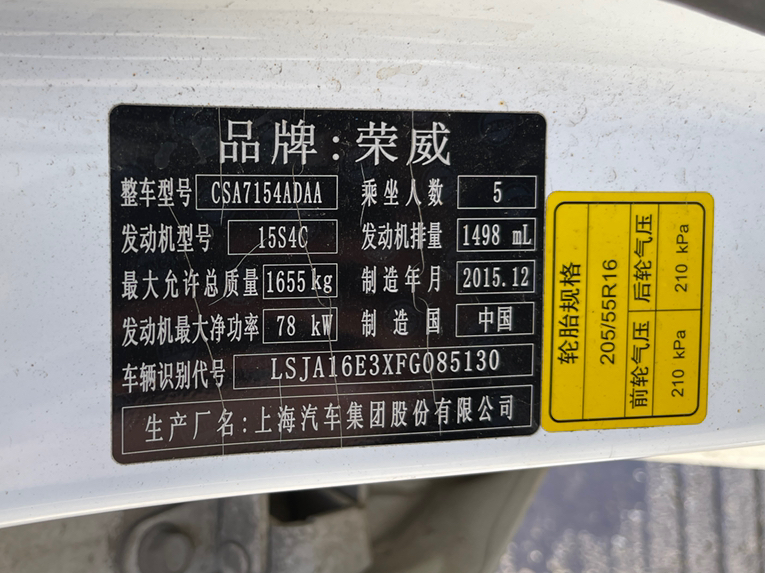 品牌：荣威
整车型号 CSA7154ADAA 乘坐人数 5
发动机型号 15S4C 发动机排量 1498 mL
最大允许总质量 1655kg 制造年月 2015.12
发动机最大净功率 78 kW 制造国 中国
车辆识别代号 LSJA16E3XFG085130
生产厂名：上海汽车集团股份有限公司
轮胎规格
205/55R16
前轮气压 后轮气压
210 kPa 210 kPa